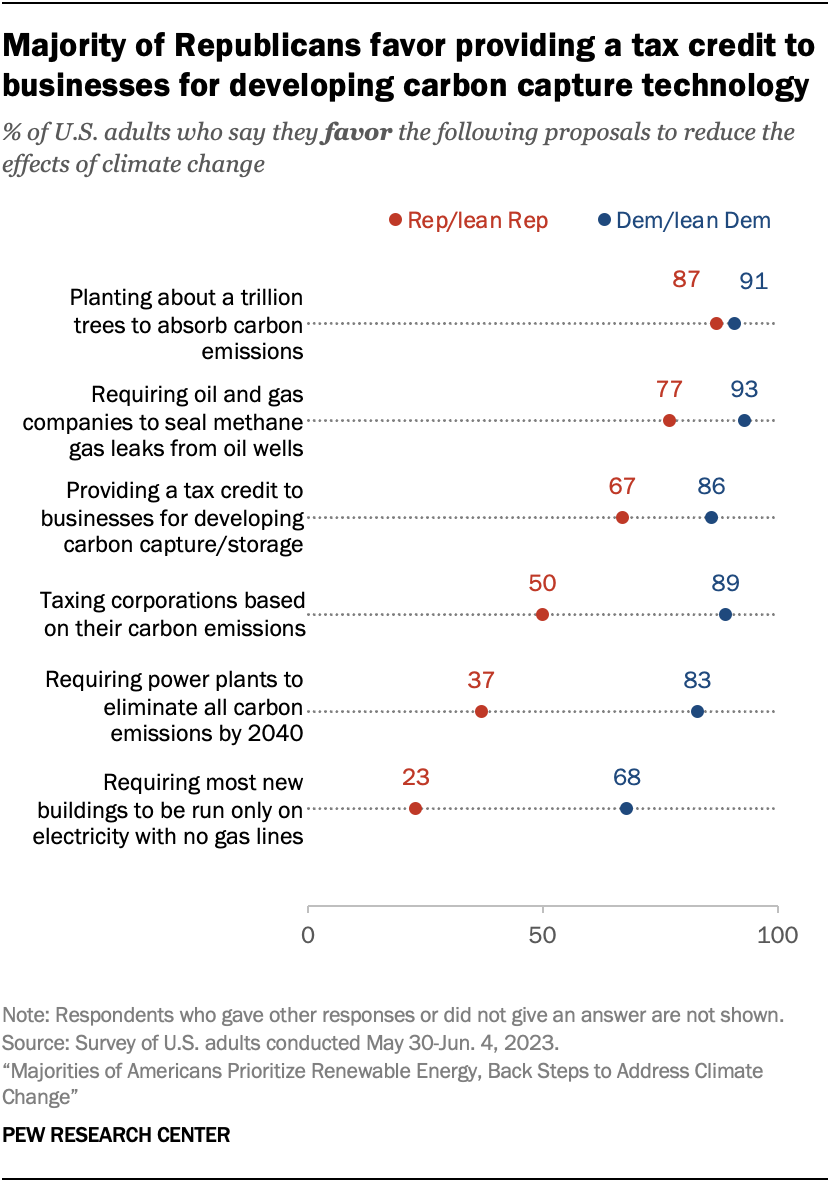 Majority of Republicans favor providing a tax credit to
businesses for developing carbon capture technology
% of U.S. adults who say they favor the following proposals to reduce the
effects of climate change
Rep/lean Rep Dem/lean Dem
87 91
Planting about a trillion
trees to absorb carbon
emissions
77 93
Requiring oil and gas
companies to seal methane
gas leaks from oil wells
67 86
Providing a tax credit to
businesses for developing
carbon capture/storage
50 89
Taxing corporations based
on their carbon emissions
37 83
Requiring power plants to
eliminate all carbon
emissions by 2040
23 68
Requiring most new
buildings to be run only on
electricity with no gas lines
0 50 100
Note: Respondents who gave other responses or did not give an answer are not shown.
Source: Survey of U.S. adults conducted May 30-Jun. 4, 2023.
“Majorities of Americans Prioritize Renewable Energy, Back Steps to Address Climate
Change”
PEW RESEARCH CENTER